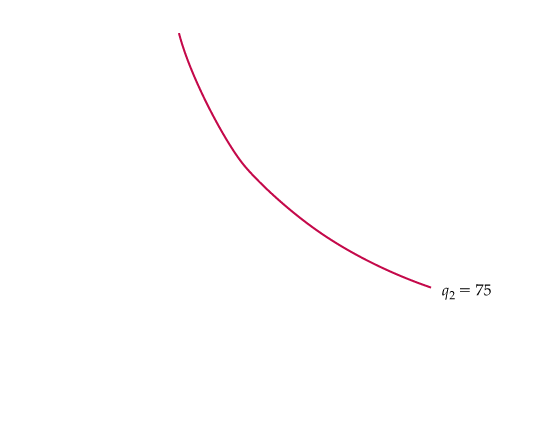 q₂ = 75